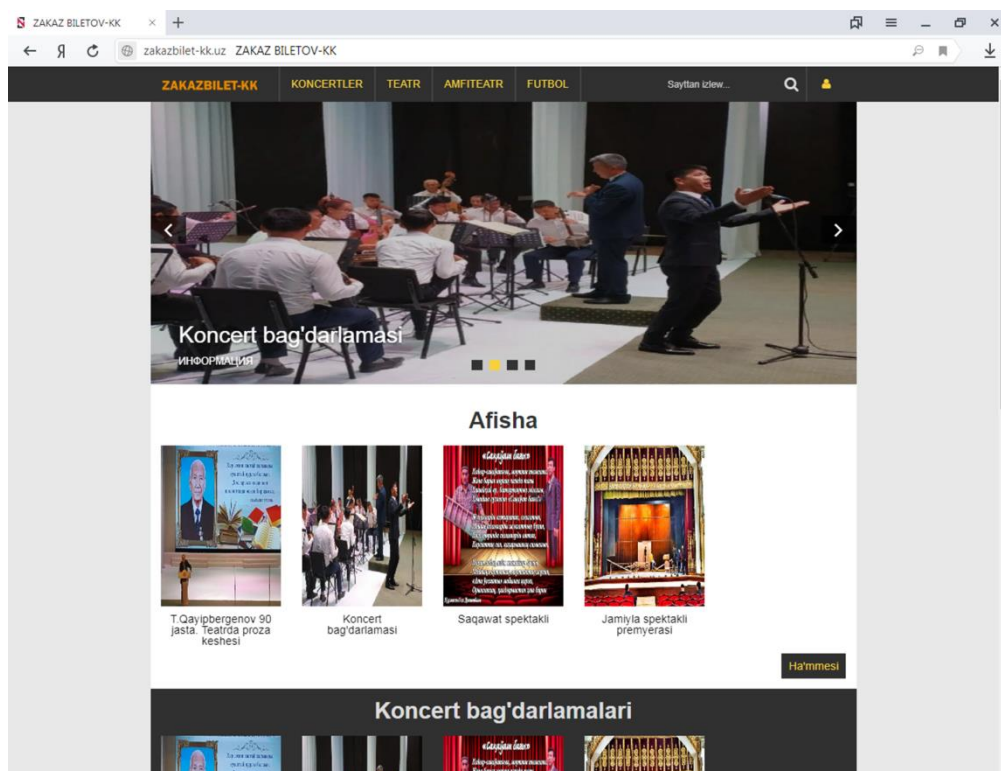 ZAKAZ BILETOV-KK
Я
zakazbilet-kk.uz ZAKAZ BILETOV-KK
ZAKAZBILET-KK KONCERTLER TEATR AMFITEATR FUTBOL Sayttan izlew...
Koncert bag'darlamasi
ИНФОРМАЦИЯ
Afisha
«Саңқўлық баян»
T.Qayipbergenov 90
jasta. Teatrda proza
keshesi
Koncert
bag'darlamasi
Saqawat spektakli
Jamiyla spektakli
premyerasi
Ha'mmesi
Koncert bag'darlamalari